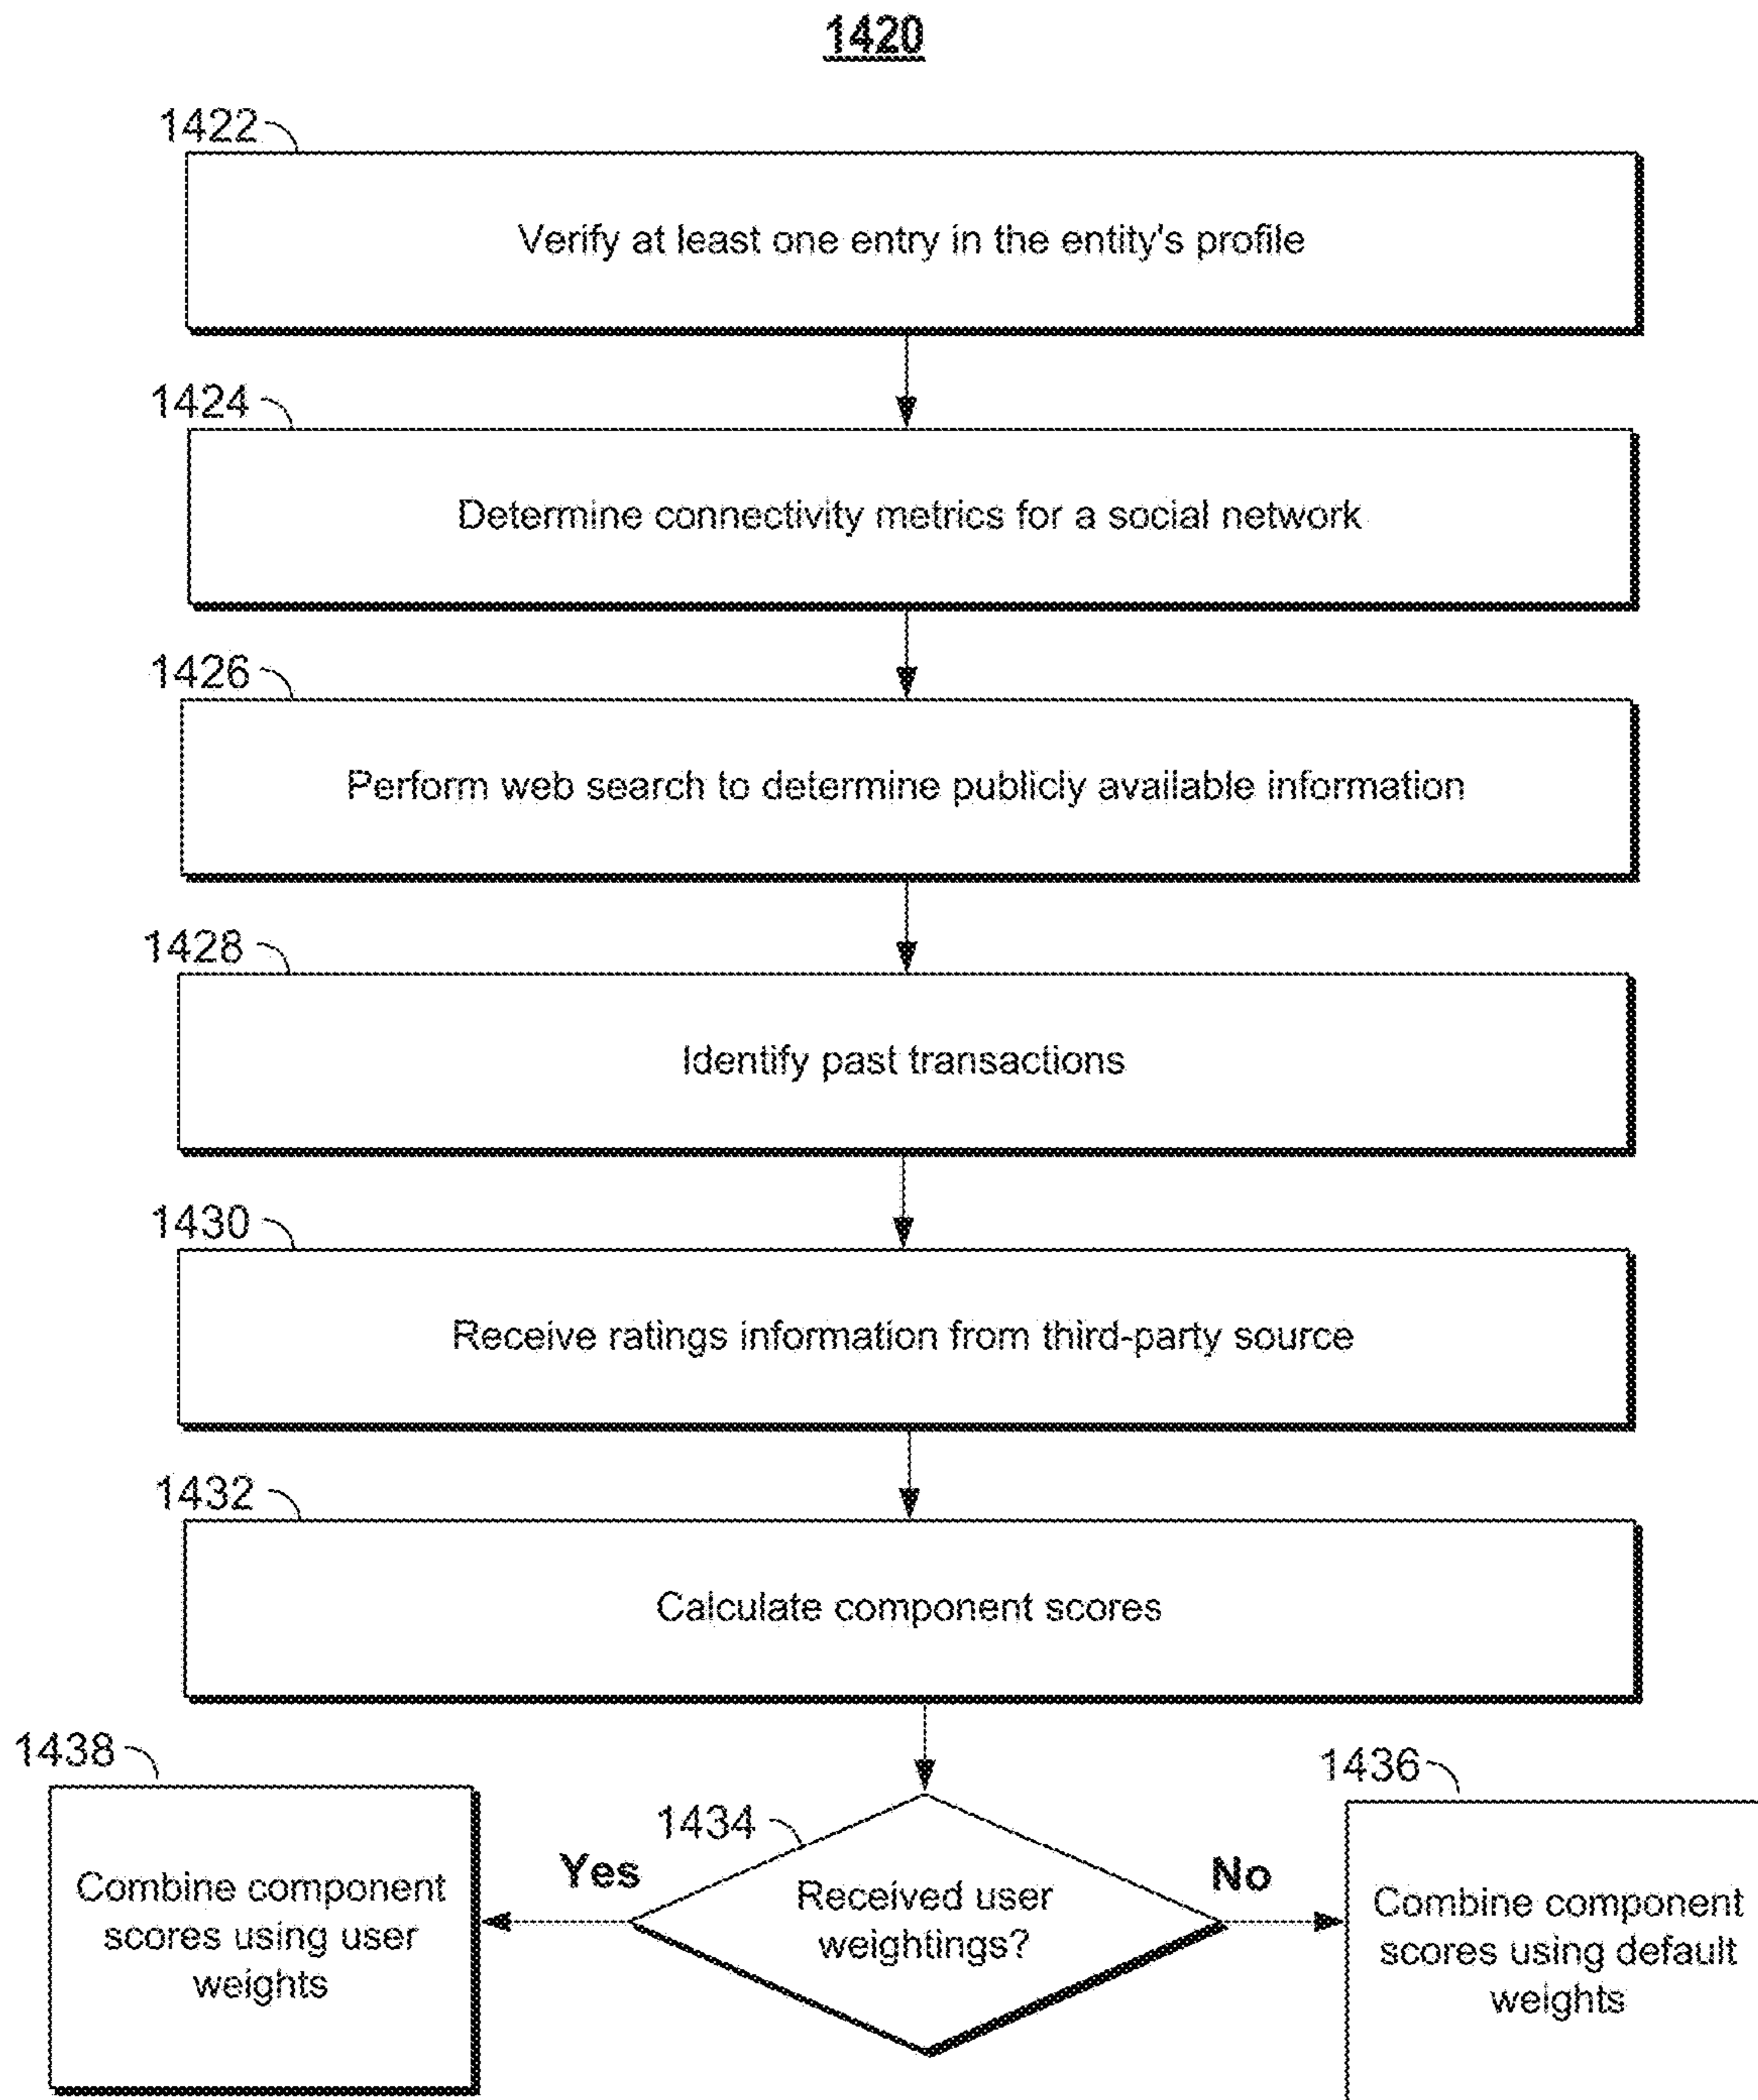 1420
1422
Verify at least one entry in the entity's profile
1424
Determine connectivity metrics for a social network
1426
Perform web search to determine publicly available information
1428
Identify past transactions
1430
Receive ratings information from third-party source
1432
Calculate component scores
1438
Combine component
scores using user
weights
1434
Yes
Received user
weightings?
No
1436
Combine component
scores using default
weights